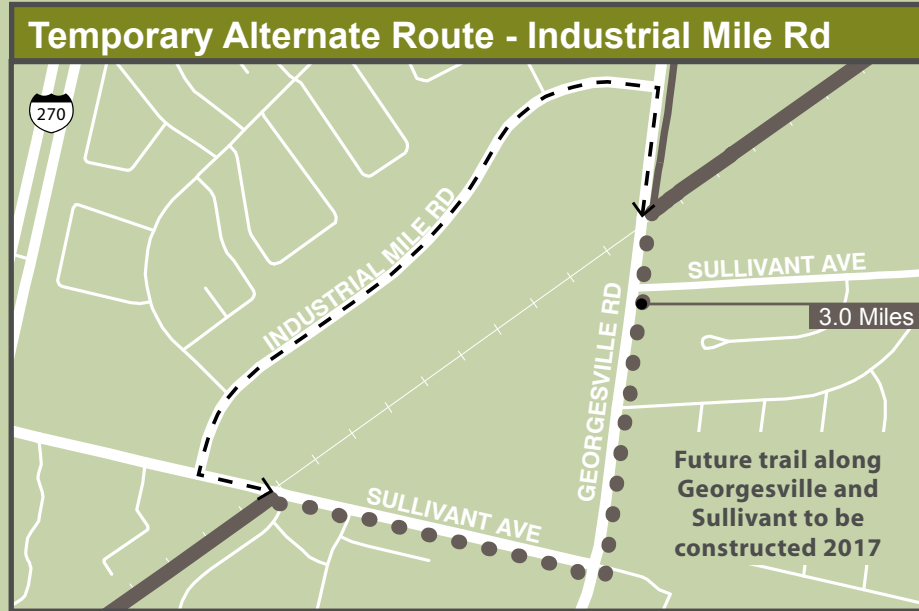 Temporary Alternate Route - Industrial Mile Rd
270
INDUSTRIAL MILE RD
SULLIVANT AVE
3.0 Miles
GEORGESVILLE RD
SULLIVANT AVE
Future trail along
Georgesville and
Sullivant to be
constructed 2017